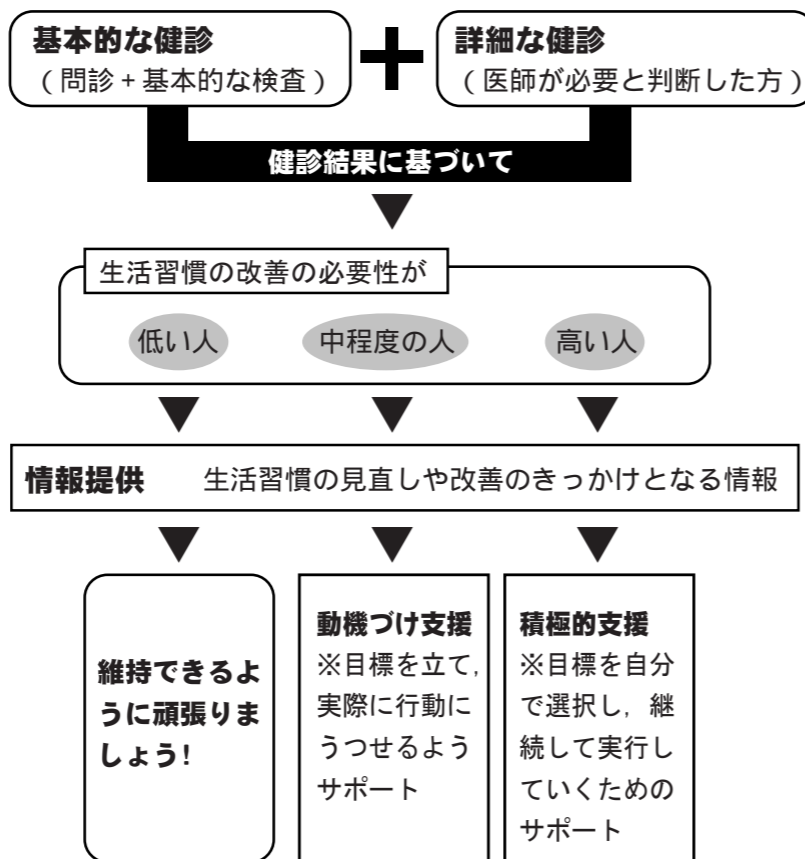 基本的な健診
（問診+基本的な検査）
詳細な健診
（医師が必要と判断した方）
健診結果に基づいて
生活習慣の改善の必要性が
低い人
中程度の人
高い人
情報提供 生活習慣の見直しや改善のきっかけとなる情報
維持できるよ
うに頑張りま
しょう!
動機づけ支援
※目標を立て,
実際に行動に
うつせるよう
サポート
積極的支援
※目標を自分
で選択し, 継
続して実行し
ていくための
サポート